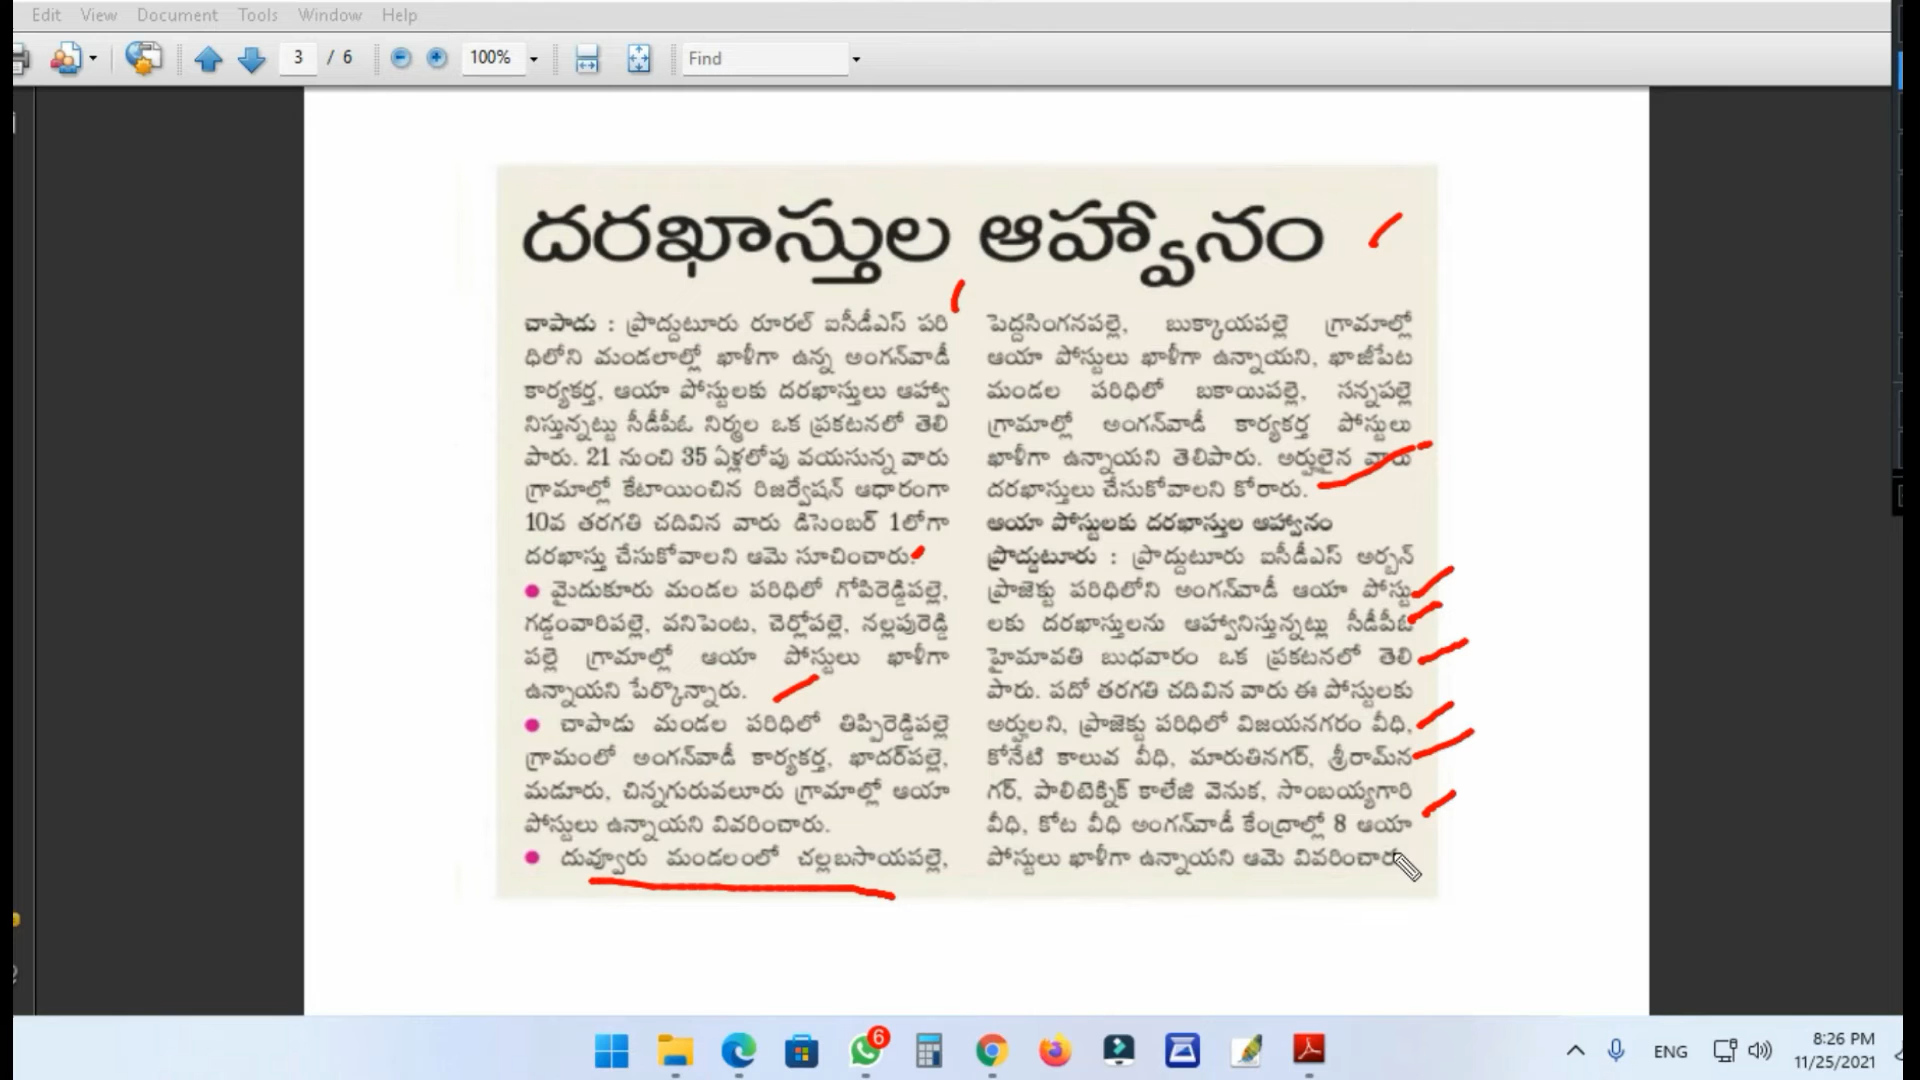 Edit View Document Tools Window Help
3 / 6 100% Find
దరఖాస్తుల ఆహ్వానం
చాపాడు : ప్రొద్దుటూరు రూరల్ ఐసీడీఎస్ పరి
ధిలోని మండలాల్లో ఖాళీగా ఉన్న అంగన్‌వాడీ
కార్యకర్త, ఆయా పోస్టులకు దరఖాస్తులు ఆహ్వా
నిస్తున్నట్టు సీడీపీఓ నిర్మల ఒక ప్రకటనలో తెలి
పారు. 21 నుంచి 35 ఏళ్లలోపు వయసున్న వారు
గ్రామాల్లో కేటాయించిన రిజర్వేషన్ ఆధారంగా
10వ తరగతి చదివిన వారు డిసెంబర్ 1లోగా
దరఖాస్తు చేసుకోవాలని ఆమె సూచించారు.
● మైదుకూరు మండల పరిధిలో గోపిరెడ్డిపల్లె,
గడ్డంవారిపల్లె, వనిపెంట, చెర్లోపల్లె, నల్లపురెడ్డి
పల్లె గ్రామాల్లో ఆయా పోస్టులు ఖాళీగా
ఉన్నాయని పేర్కొన్నారు.
● చాపాడు మండల పరిధిలో తిప్పిరెడ్డిపల్లె
గ్రామంలో అంగన్‌వాడీ కార్యకర్త, ఖాదర్‌పల్లె,
మడూరు, చిన్నగురువలూరు గ్రామాల్లో ఆయా
పోస్టులు ఉన్నాయని వివరించారు.
● దువ్వూరు మండలంలో చల్లబసాయపల్లె,
పెద్దసింగనపల్లె, బుక్కాయపల్లె గ్రామాల్లో
ఆయా పోస్టులు ఖాళీగా ఉన్నాయని, ఖాజీపేట
మండల పరిధిలో బకాయిపల్లె, సన్నపల్లె
గ్రామాల్లో అంగన్‌వాడీ కార్యకర్త పోస్టులు
ఖాళీగా ఉన్నాయని తెలిపారు. అర్హులైన వారు
దరఖాస్తులు చేసుకోవాలని కోరారు.
ఆయా పోస్టులకు దరఖాస్తుల ఆహ్వానం
ప్రొద్దుటూరు : ప్రొద్దుటూరు ఐసీడీఎస్ అర్బన్
ప్రాజెక్టు పరిధిలోని అంగన్‌వాడీ ఆయా పోస్టు
లకు దరఖాస్తులను ఆహ్వానిస్తున్నట్లు సీడీపీఓ
హైమావతి బుధవారం ఒక ప్రకటనలో తెలి
పారు. పదో తరగతి చదివిన వారు ఈ పోస్టులకు
అర్హులని, ప్రాజెక్టు పరిధిలో విజయనగరం వీధి,
కోనేటి కాలువ వీధి, మారుతినగర్, శ్రీరామ్‌న
గర్, పాలిటెక్నిక్ కాలేజి వెనుక, సాంబయ్యగారి
వీధి, కోట వీధి అంగన్‌వాడీ కేంద్రాల్లో 8 ఆయా
పోస్టులు ఖాళీగా ఉన్నాయని ఆమె వివరించారు
6
ENG
8:26 PM
11/25/2021